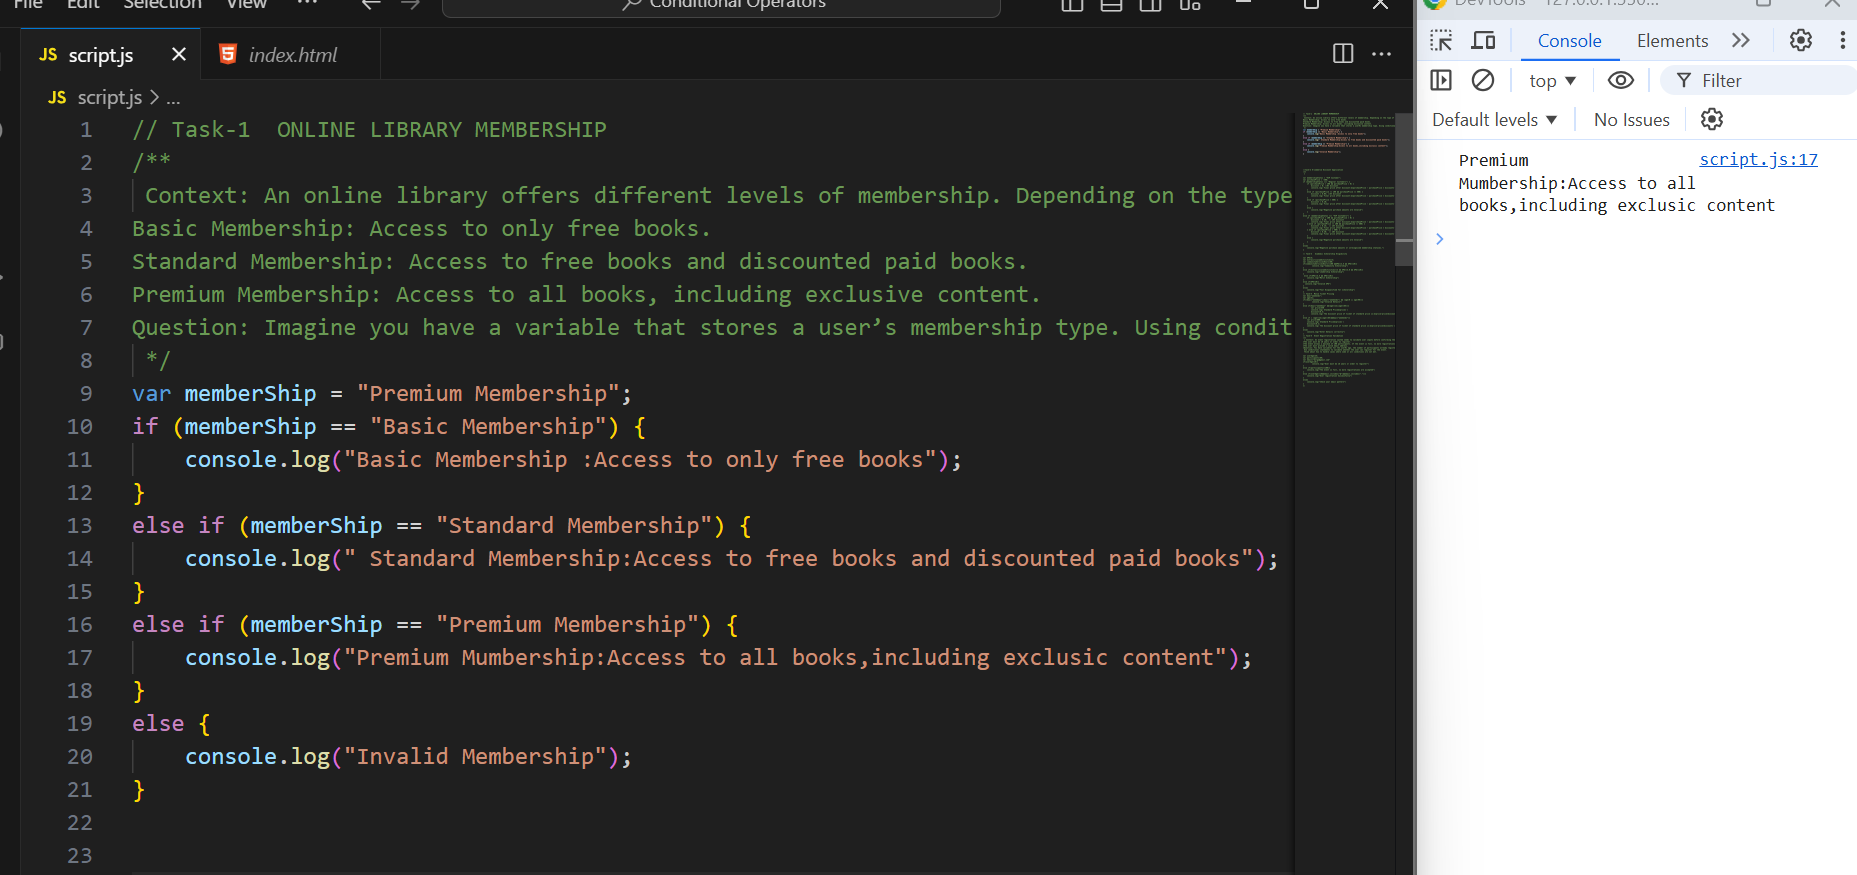 File Edit Selection View ··· Conditional Operators
JS script.js index.html
JS script.js > ...
1 // Task-1  ONLINE LIBRARY MEMBERSHIP
2 /**
3  Context: An online library offers different levels of membership. Depending on the type
4 Basic Membership: Access to only free books.
5 Standard Membership: Access to free books and discounted paid books.
6 Premium Membership: Access to all books, including exclusive content.
7 Question: Imagine you have a variable that stores a user’s membership type. Using condit
8  */
9 var memberShip = "Premium Membership";
10 if (memberShip == "Basic Membership") {
11     console.log("Basic Membership :Access to only free books");
12 }
13 else if (memberShip == "Standard Membership") {
14     console.log(" Standard Membership:Access to free books and discounted paid books");
15 }
16 else if (memberShip == "Premium Membership") {
17     console.log("Premium Mumbership:Access to all books,including exclusic content");
18 }
19 else {
20     console.log("Invalid Membership");
21 }
22
23
DevTools - 127.0.0.1:550...
Console Elements
top Filter
Default levels No Issues
Premium script.js:17
Mumbership:Access to all
books,including exclusic content